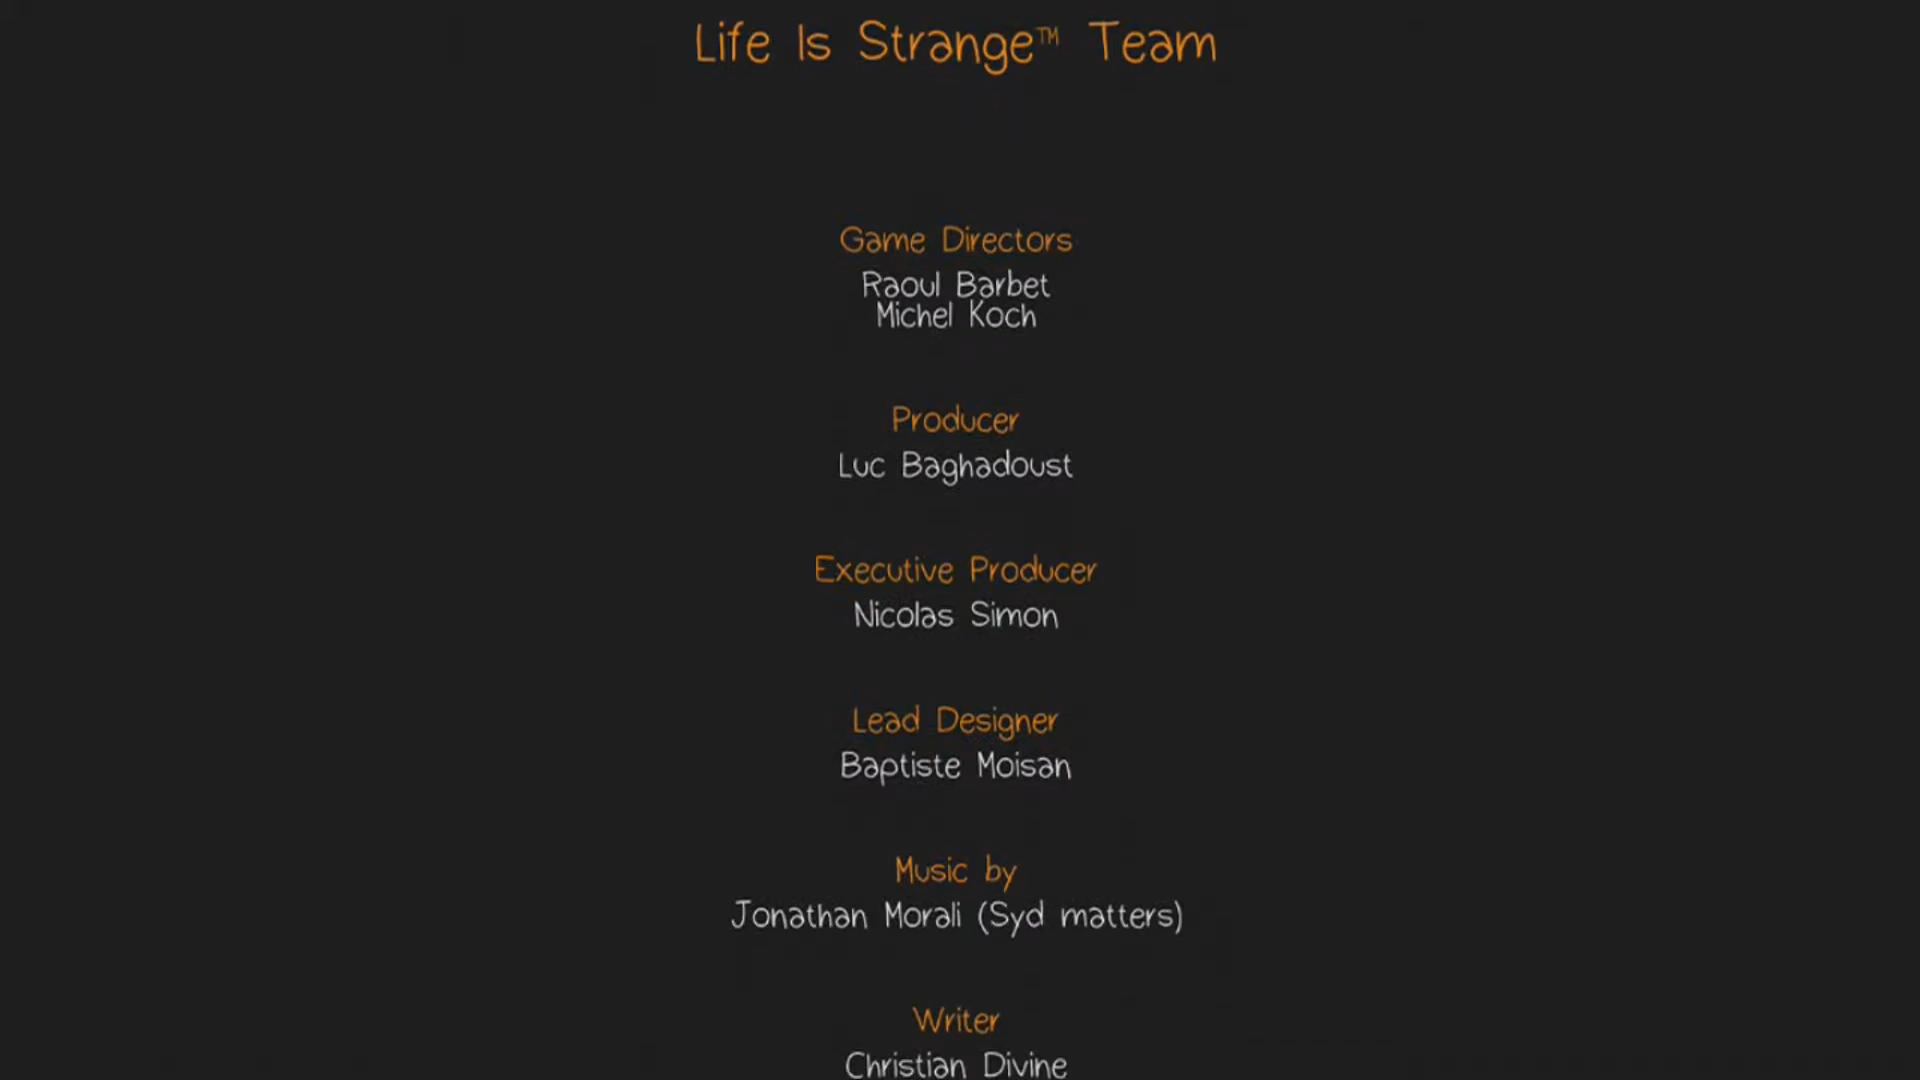 Life Is Strange™ Team
Game Directors
Raoul Barbet
Michel Koch
Producer
Luc Baghadoust
Executive Producer
Nicolas Simon
Lead Designer
Baptiste Moisan
Music by
Jonathan Morali (Syd matters)
Writer
Christian Divine